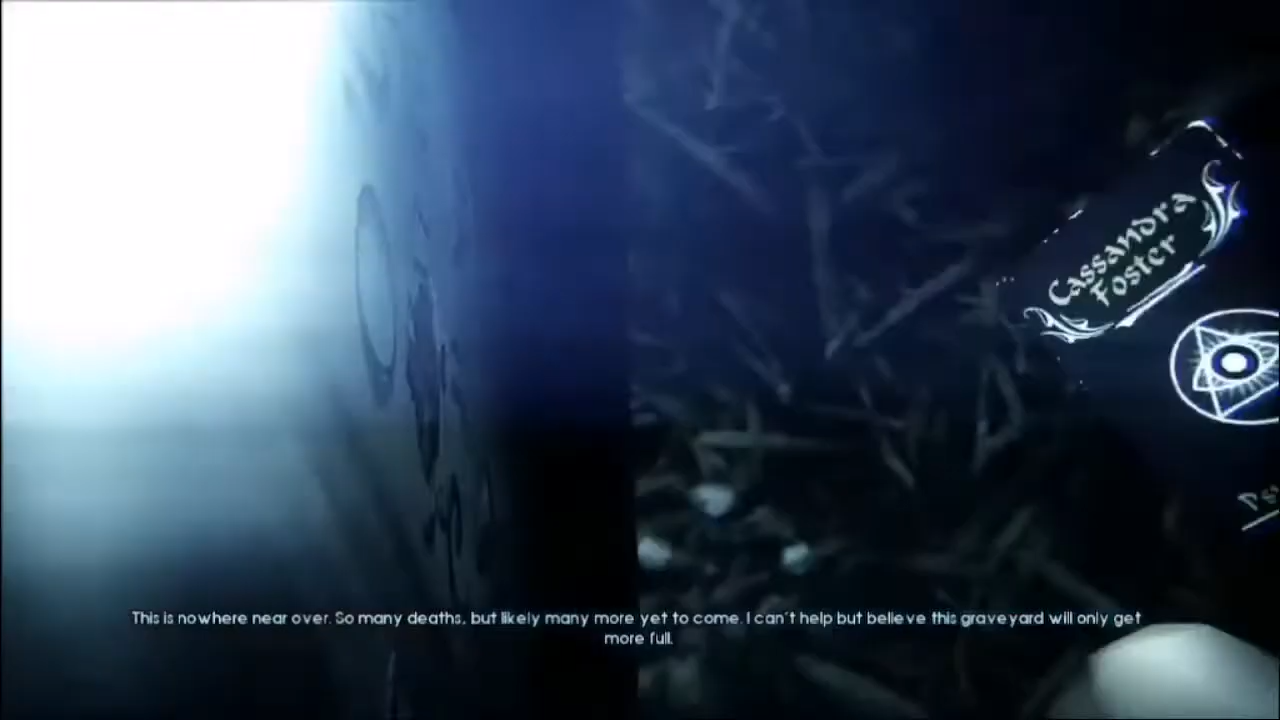 Cassandra
Foster
This is nowhere near over. So many deaths, but likely many more yet to come. I can't help but believe this graveyard will only get
more full.